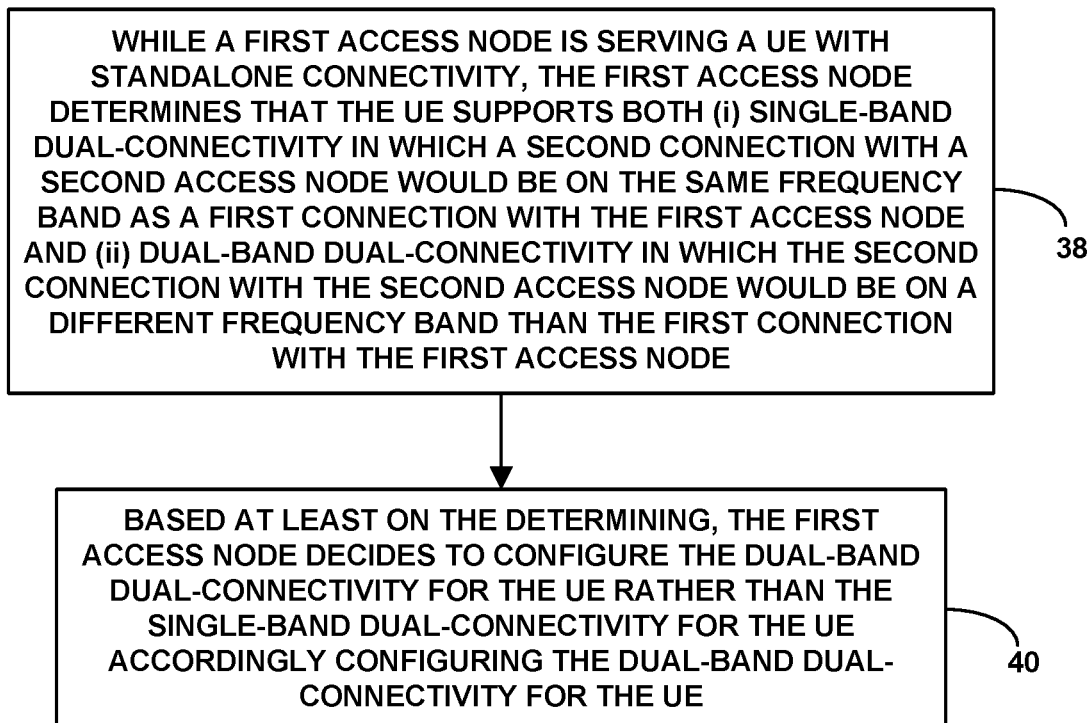 WHILE A FIRST ACCESS NODE IS SERVING A UE WITH
STANDALONE CONNECTIVITY, THE FIRST ACCESS NODE
DETERMINES THAT THE UE SUPPORTS BOTH (i) SINGLE-BAND
DUAL-CONNECTIVITY IN WHICH A SECOND CONNECTION WITH A
SECOND ACCESS NODE WOULD BE ON THE SAME FREQUENCY
BAND AS A FIRST CONNECTION WITH THE FIRST ACCESS NODE
AND (ii) DUAL-BAND DUAL-CONNECTIVITY IN WHICH THE SECOND
CONNECTION WITH THE SECOND ACCESS NODE WOULD BE ON A
DIFFERENT FREQUENCY BAND THAN THE FIRST CONNECTION
WITH THE FIRST ACCESS NODE
38
BASED AT LEAST ON THE DETERMINING, THE FIRST
ACCESS NODE DECIDES TO CONFIGURE THE DUAL-BAND
DUAL-CONNECTIVITY FOR THE UE RATHER THAN THE
SINGLE-BAND DUAL-CONNECTIVITY FOR THE UE
ACCORDINGLY CONFIGURING THE DUAL-BAND DUAL-
CONNECTIVITY FOR THE UE
40